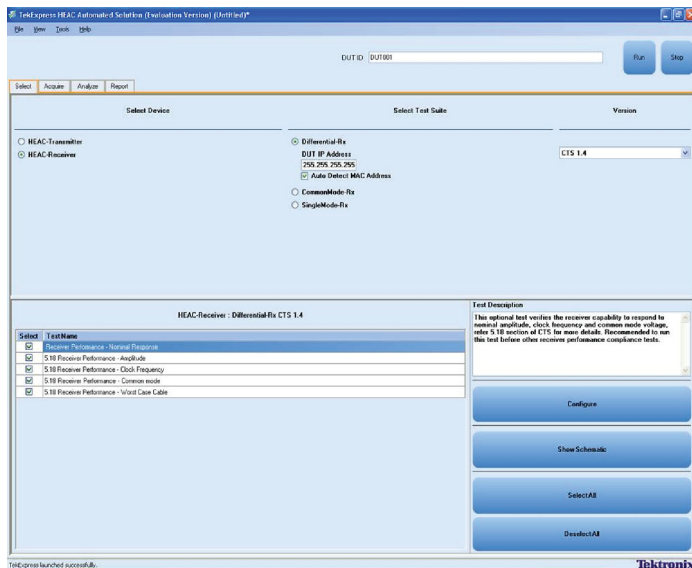 TekExpress HEAC Automated Solution (Evaluation Version) (Untitled)*
File View Tools Help
DUT ID DUT001
Run Stop
Select Acquire Analyze Report
Select Device Select Test Suite Version
HEAC-Transmitter
HEAC-Receiver
Differential-Rx
DUT IP Address
255.255.255.255
Auto Detect MAC Address
CommonMode-Rx
SingleMode-Rx
CTS 1.4
HEAC-Receiver : Differential-Rx CTS 1.4
Select TestName
Receiver Performance - Nominal Response
5.18 Receiver Performance - Amplitude
5.18 Receiver Performance - Clock Frequency
5.18 Receiver Performance - Common mode
5.18 Receiver Performance - Worst Case Cable
Test Description
This optional test verifies the receiver capability to respond to
nominal amplitude, clock frequency and common mode voltage,
refer 5.18 section of CTS for more details. Recommended to run
this test before other receiver performance compliance tests.
Configure
Show Schematic
Select All
Deselect All
TekExpress launched successfully.
Tektronix